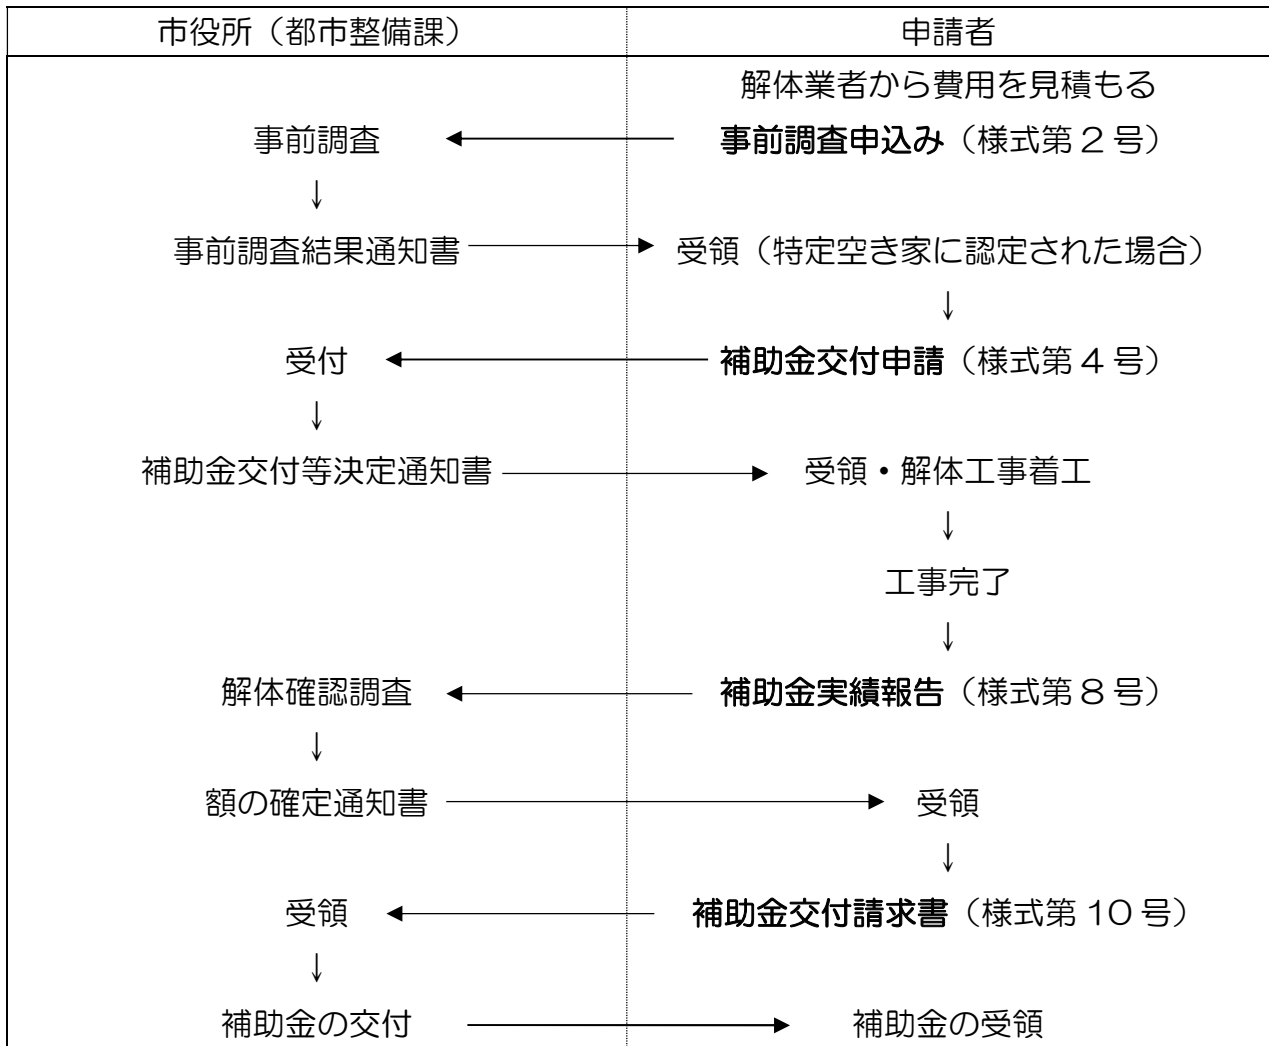 市役所（都市整備課） 申請者
解体業者から費用を見積もる
事前調査 ← 事前調査申込み（様式第２号）
↓
事前調査結果通知書 → 受領（特定空き家に認定された場合）
↓
受付 ← 補助金交付申請（様式第４号）
↓
補助金交付等決定通知書 → 受領・解体工事着工
↓
工事完了
↓
解体確認調査 ← 補助金実績報告（様式第８号）
↓
額の確定通知書 → 受領
↓
受領 ← 補助金交付請求書（様式第 10 号）
↓
補助金の交付 → 補助金の受領